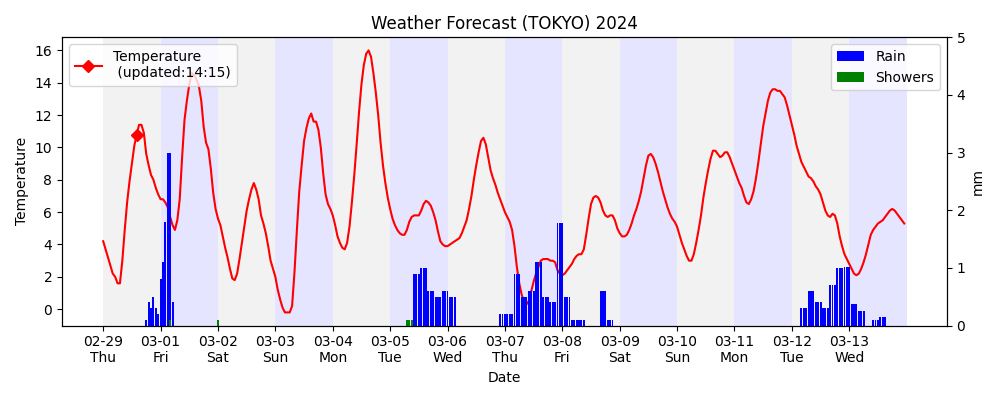 Weather Forecast (TOKYO) 2024
Temperature
(updated:14:15)
Rain
Showers
16
14
12
10
8
6
4
2
0
Temperature
5
4
3
2
1
0
mm
02-29 03-01 03-02 03-03 03-04 03-05 03-06 03-07 03-08 03-09 03-10 03-11 03-12 03-13
Thu Fri Sat Sun Mon Tue Wed Thu Fri Sat Sun Mon Tue Wed
Date